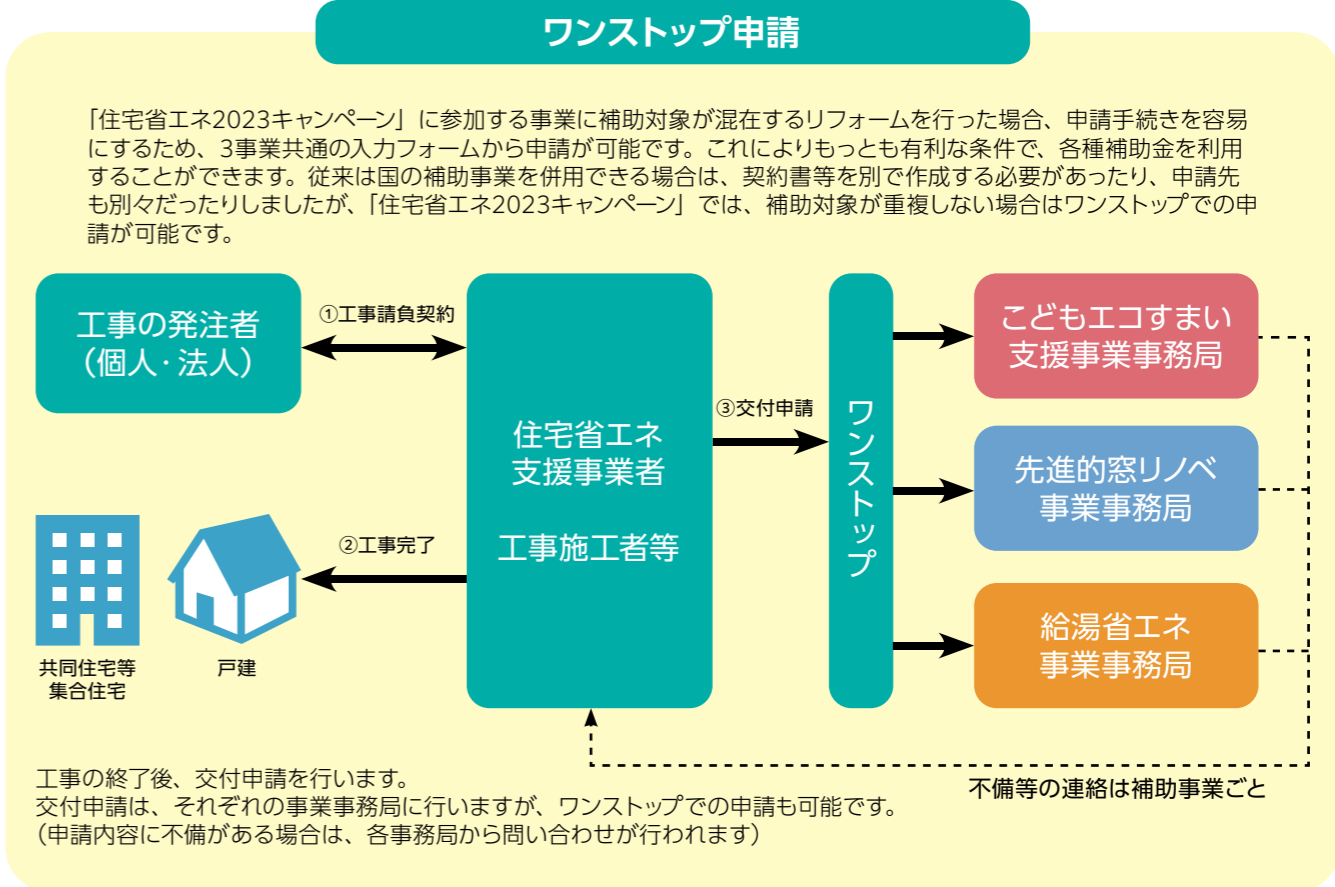 ワンストップ申請
「住宅省エネ2023キャンペーン」に参加する事業に補助対象が混在するリフォームを行った場合、申請手続きを容易
にするため、3事業共通の入力フォームから申請が可能です。これによりもっとも有利な条件で、各種補助金を利用
することができます。従来は国の補助事業を併用できる場合は、契約書等を別で作成する必要があったり、申請先
も別々だったりしましたが、「住宅省エネ2023キャンペーン」では、補助対象が重複しない場合はワンストップでの申
請が可能です。
工事の発注者
（個人・法人）
①工事請負契約
住宅省エネ
支援事業者
工事施工者等
②工事完了
共同住宅等
集合住宅
戸建
③交付申請
ワンストップ
こどもエコすまい
支援事業事務局
先進的窓リノベ
事業事務局
給湯省エネ
事業事務局
不備等の連絡は補助事業ごと
工事の終了後、交付申請を行います。
交付申請は、それぞれの事業事務局に行いますが、ワンストップでの申請も可能です。
（申請内容に不備がある場合は、各事務局から問い合わせが行われます）